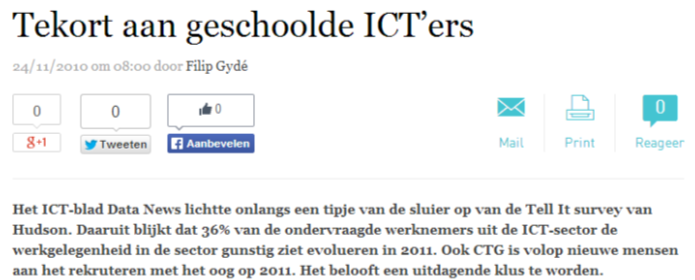 Tekort aan geschoolde ICT’ers
24/11/2010 om 08:00 door Filip Gydé
0 0 0 0
g+1 Tweeten Aanbevelen Mail Print Reageer
Het ICT-blad Data News lichtte onlangs een tipje van de sluier op van de Tell It survey van
Hudson. Daaruit blijkt dat 36% van de ondervraagde werknemers uit de ICT-sector de
werkgelegenheid in de sector gunstig ziet evolueren in 2011. Ook CTG is volop nieuwe mensen
aan het rekruteren met het oog op 2011. Het belooft een uitdagende klus te worden.